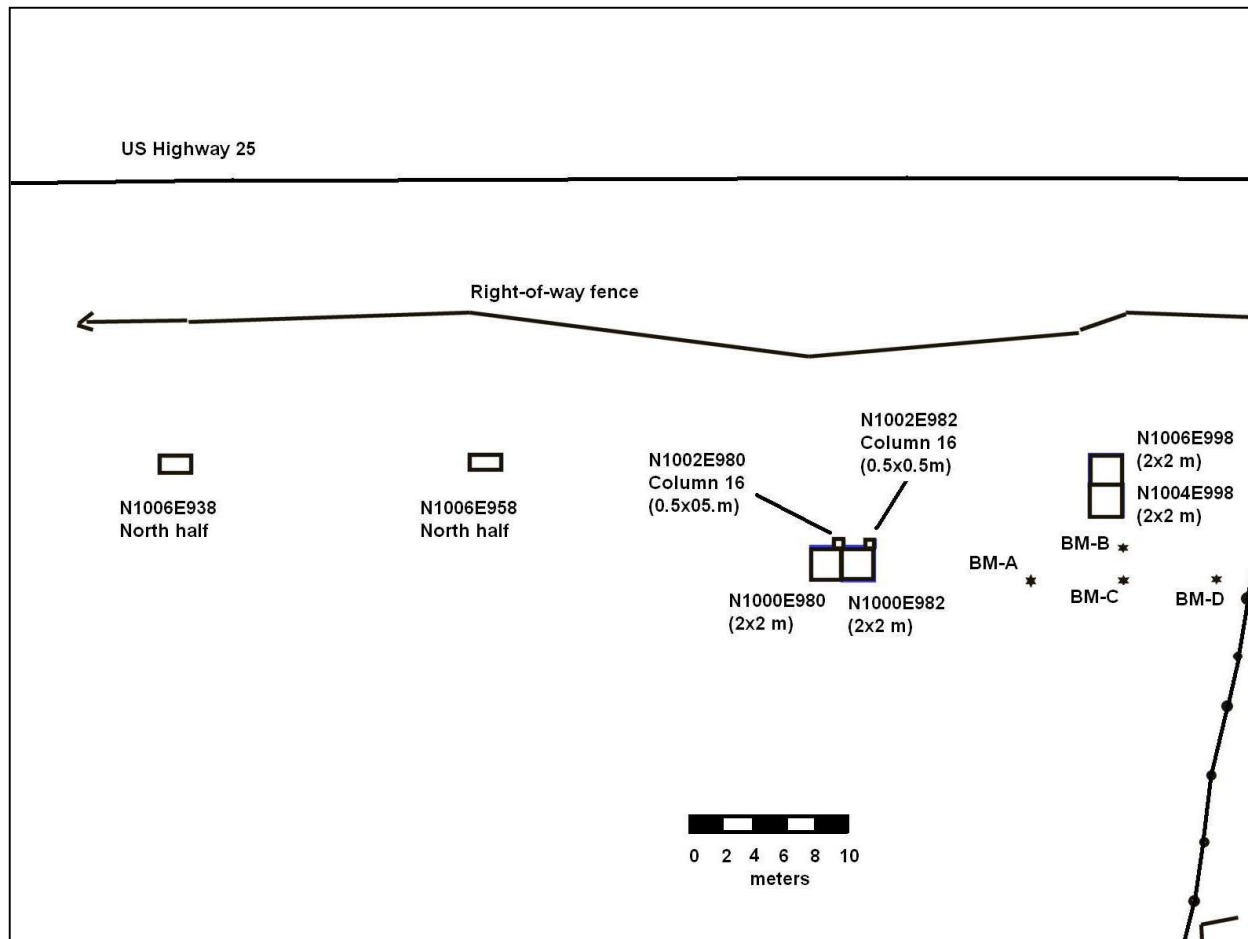 US Highway 25
Right-of-way fence
N1006E938
North half
N1006E958
North half
N1002E980
Column 16
(0.5x05.m)
N1002E982
Column 16
(0.5x0.5m)
N1006E998
(2x2 m)
N1004E998
(2x2 m)
N1000E980
(2x2 m)
N1000E982
(2x2 m)
BM-A
BM-B
BM-C
BM-D
0 2 4 6 8 10
meters